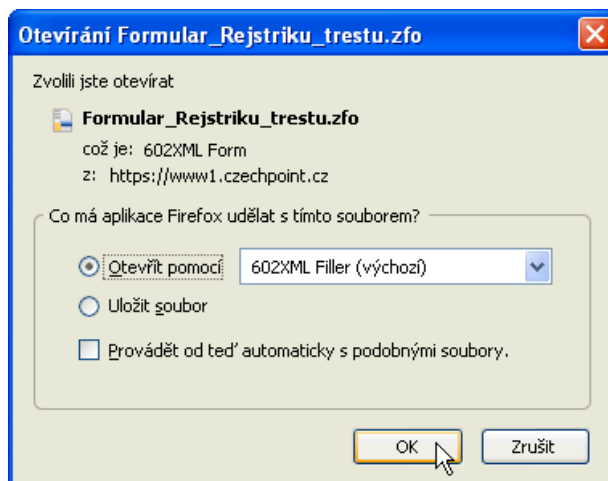 Otevírání Formular_Rejstriku_trestu.zfo
Zvolili jste otevírat
Formular_Rejstriku_trestu.zfo
což je: 602XML Form
z: https://www1.czechpoint.cz
Co má aplikace Firefox udělat s tímto souborem?
Otevřít pomocí 602XML Filler (výchozí)
Uložit soubor
Provádět od teď automaticky s podobnými soubory.
OK Zrušit